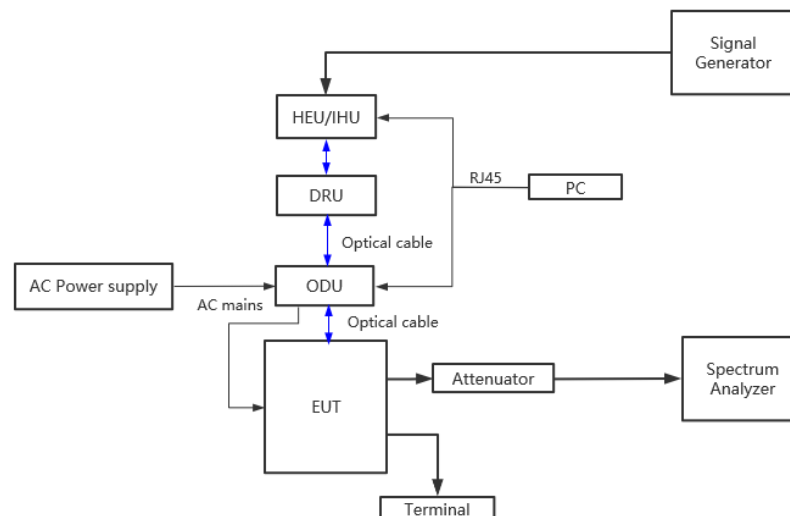 Signal
Generator
HEU/IHU
RJ45
PC
DRU
Optical cable
AC Power supply
ODU
AC mains
Optical cable
EUT
Attenuator
Spectrum
Analyzer
Terminal